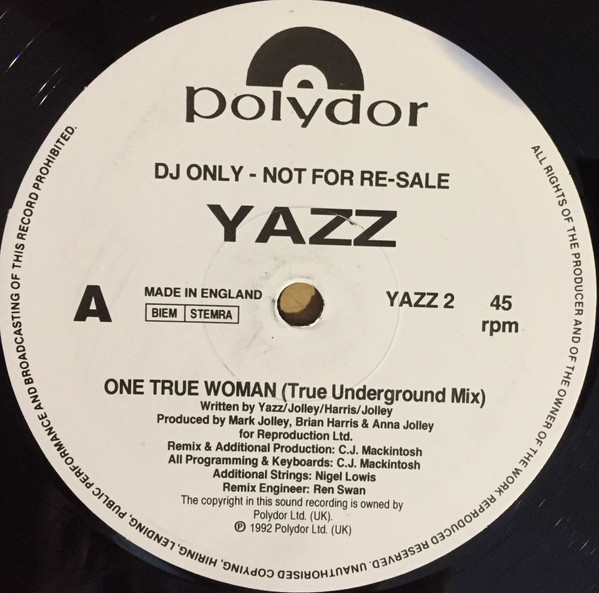 polydor
DJ ONLY - NOT FOR RE-SALE
YAZZ
A
MADE IN ENGLAND
BIEM STEMRA
YAZZ 2
45
rpm
ONE TRUE WOMAN (True Underground Mix)
Written by Yazz/Jolley/Harris/Jolley
Produced by Mark Jolley, Brian Harris & Anna Jolley
for Reproduction Ltd.
Remix & Additional Production: C.J. Mackintosh
All Programming & Keyboards: C.J. Mackintosh
Additional Strings: Nigel Lowis
Remix Engineer: Ren Swan
The copyright in this sound recording is owned by
Polydor Ltd. (UK).
℗ 1992 Polydor Ltd. (UK)
ALL RIGHTS OF THE PRODUCER AND OF THE OWNER OF THE WORK REPRODUCED RESERVED. UNAUTHORISED COPYING, HIRING, LENDING, PUBLIC PERFORMANCE AND BROADCASTING OF THIS RECORD PROHIBITED.